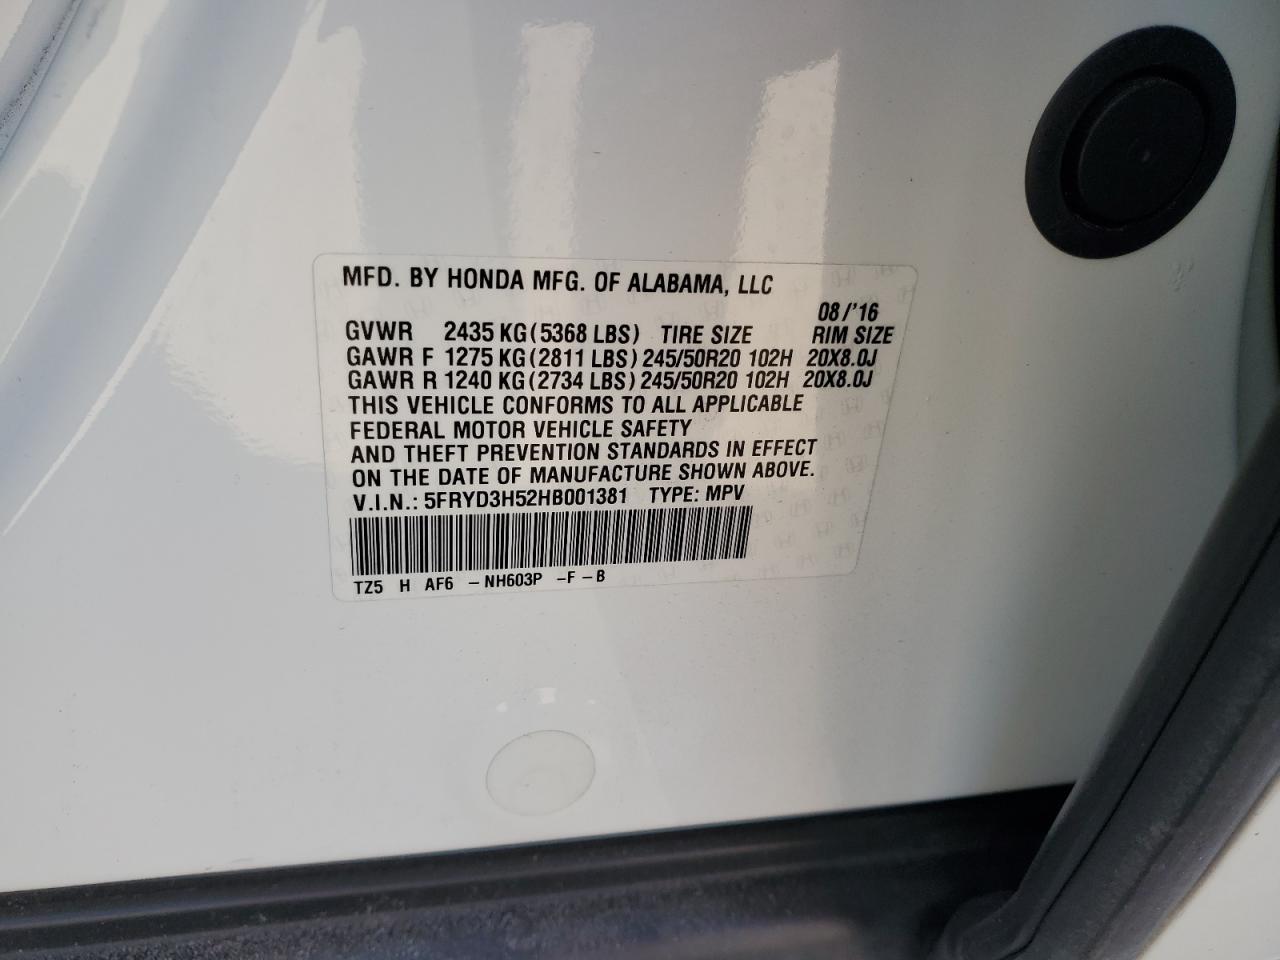 MFD. BY HONDA MFG. OF ALABAMA, LLC
08/'16
GVWR 2435 KG (5368 LBS) TIRE SIZE RIM SIZE
GAWR F 1275 KG (2811 LBS) 245/50R20 102H 20X8.0J
GAWR R 1240 KG (2734 LBS) 245/50R20 102H 20X8.0J
THIS VEHICLE CONFORMS TO ALL APPLICABLE
FEDERAL MOTOR VEHICLE SAFETY
AND THEFT PREVENTION STANDARDS IN EFFECT
ON THE DATE OF MANUFACTURE SHOWN ABOVE.
V.I.N.: 5FRYD3H52HB001381 TYPE: MPV
TZ5 H AF6 -NH603P -F-B